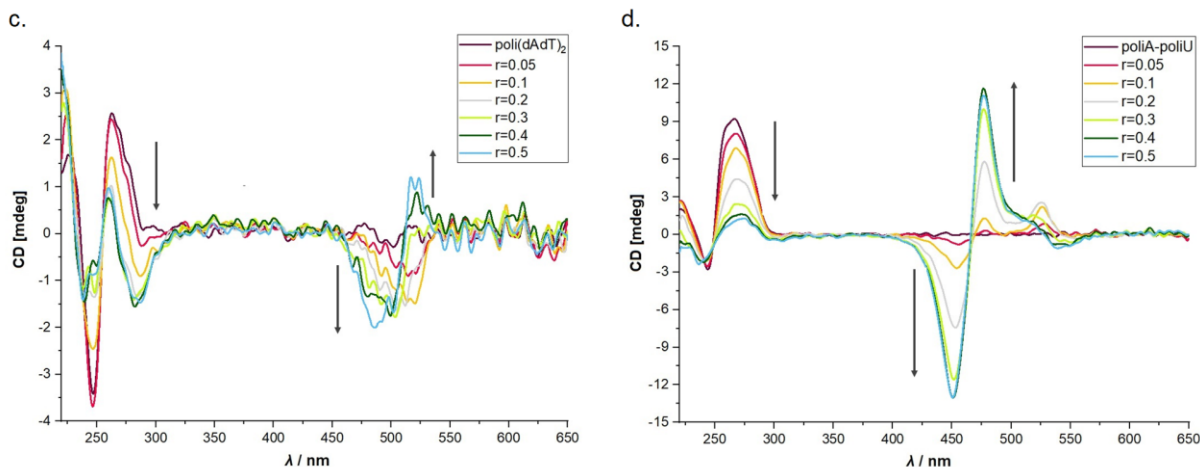 c.
4
3
2
1
0
-1
-2
-3
-4
CD [mdeg]
250 300 350 400 450 500 550 600 650
λ / nm
poli(dAdT)2
r=0.05
r=0.1
r=0.2
r=0.3
r=0.4
r=0.5
d.
15
12
9
6
3
0
-3
-6
-9
-12
-15
CD [mdeg]
250 300 350 400 450 500 550 600 650
λ / nm
poliA-poliU
r=0.05
r=0.1
r=0.2
r=0.3
r=0.4
r=0.5